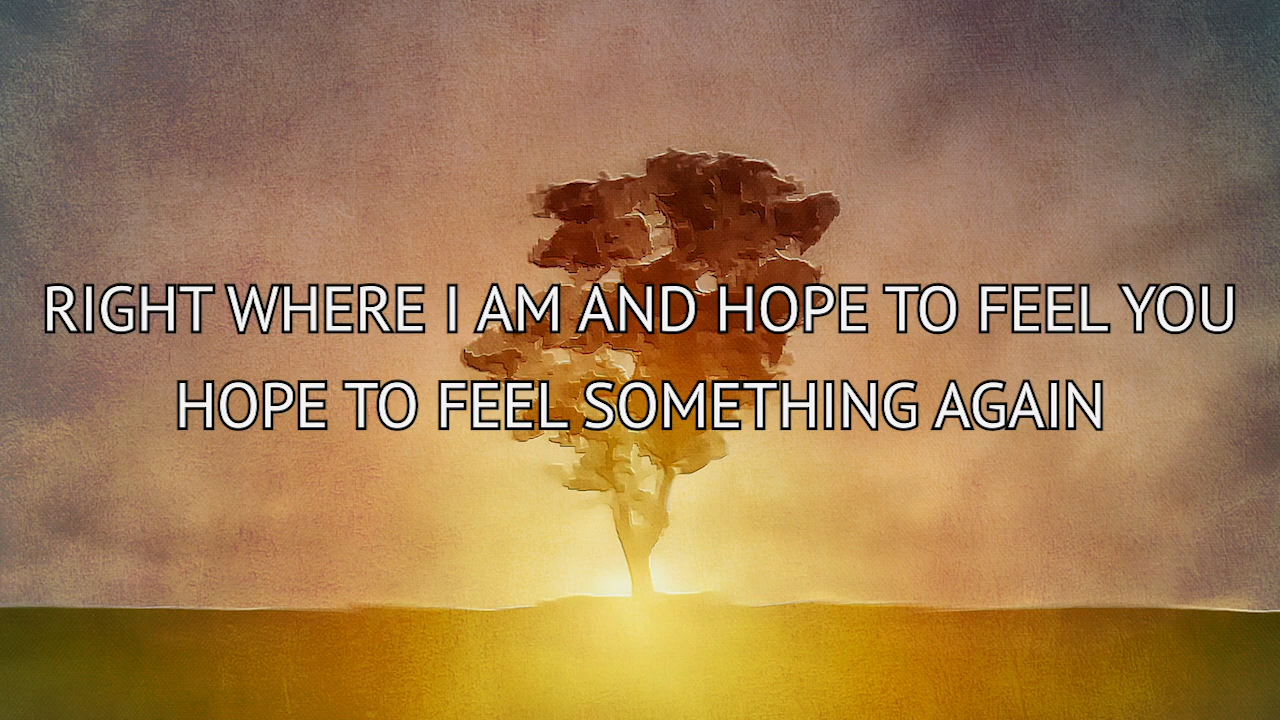 RIGHT WHERE I AM AND HOPE TO FEEL YOU
HOPE TO FEEL SOMETHING AGAIN